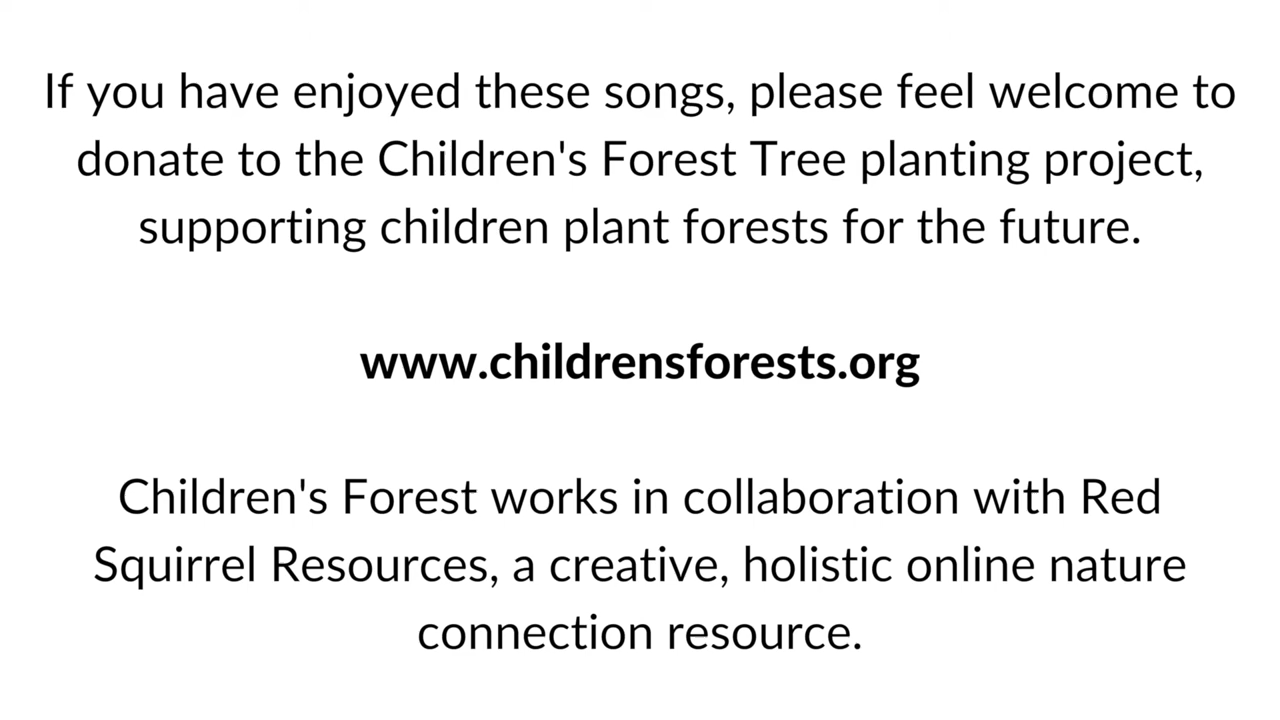 If you have enjoyed these songs, please feel welcome to
donate to the Children's Forest Tree planting project,
supporting children plant forests for the future.
www.childrensforests.org
Children's Forest works in collaboration with Red
Squirrel Resources, a creative, holistic online nature
connection resource.